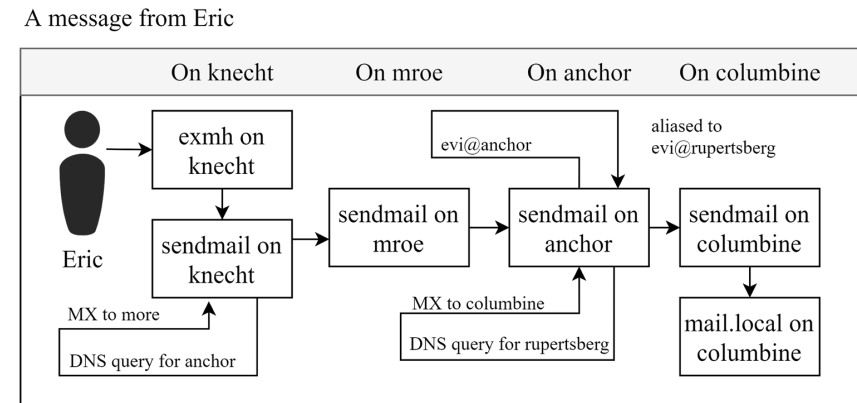 A message from Eric
On knecht
On mroe
On anchor
On columbine
exmh on
knecht
Eric
sendmail on
knecht
MX to more
DNS query for anchor
sendmail on
mroe
evi@anchor
aliased to
evi@rupertsberg
sendmail on
anchor
MX to columbine
DNS query for rupertsberg
sendmail on
columbine
mail.local on
columbine